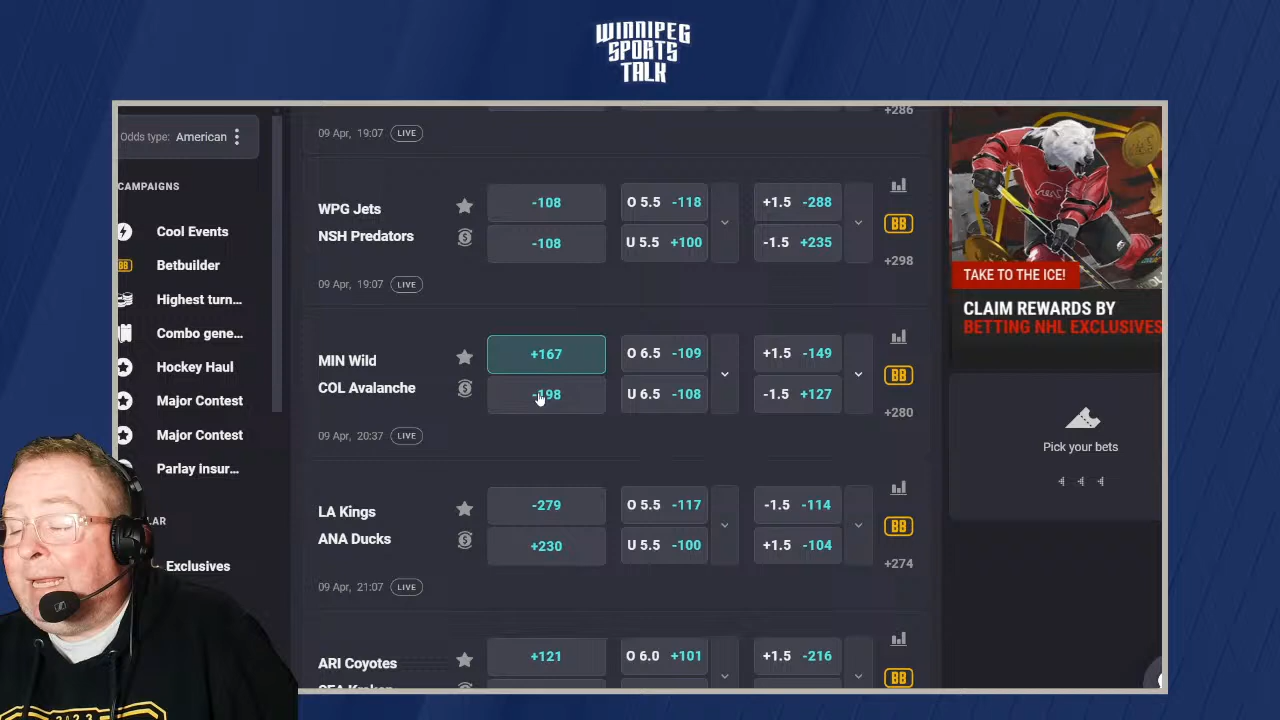 WINNIPEG
SPORTS
TALK
Odds type: American
CAMPAIGNS
Cool Events
BB Betbuilder
Highest turn...
Combo gene...
Hockey Haul
Major Contest
Major Contest
Parlay insur...
Exclusives
+286
09 Apr, 19:07 LIVE
WPG Jets -108 O 5.5 -118 +1.5 -288
NSH Predators -108 U 5.5 +100 -1.5 +235
BB
+298
09 Apr, 19:07 LIVE
MIN Wild +167 O 6.5 -109 +1.5 -149
COL Avalanche -198 U 6.5 -108 -1.5 +127
BB
+280
09 Apr, 20:37 LIVE
LA Kings -279 O 5.5 -117 -1.5 -114
ANA Ducks +230 U 5.5 -100 +1.5 -104
BB
+274
09 Apr, 21:07 LIVE
ARI Coyotes +121 O 6.0 +101 +1.5 -216
BB
TAKE TO THE ICE!
CLAIM REWARDS BY
BETTING NHL EXCLUSIVES
Pick your bets